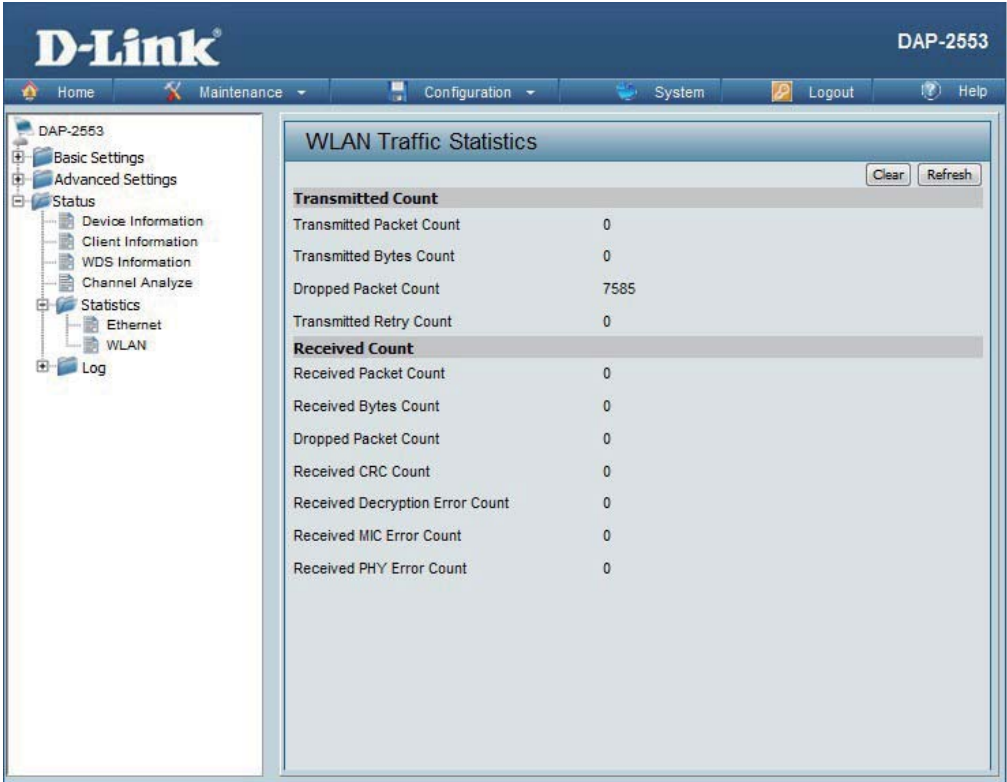 D-Link
DAP-2553
Home Maintenance Configuration System Logout Help
DAP-2553
Basic Settings
Advanced Settings
Status
Device Information
Client Information
WDS Information
Channel Analyze
Statistics
Ethernet
WLAN
Log
WLAN Traffic Statistics
Clear Refresh
Transmitted Count
Transmitted Packet Count 0
Transmitted Bytes Count 0
Dropped Packet Count 7585
Transmitted Retry Count 0
Received Count
Received Packet Count 0
Received Bytes Count 0
Dropped Packet Count 0
Received CRC Count 0
Received Decryption Error Count 0
Received MIC Error Count 0
Received PHY Error Count 0